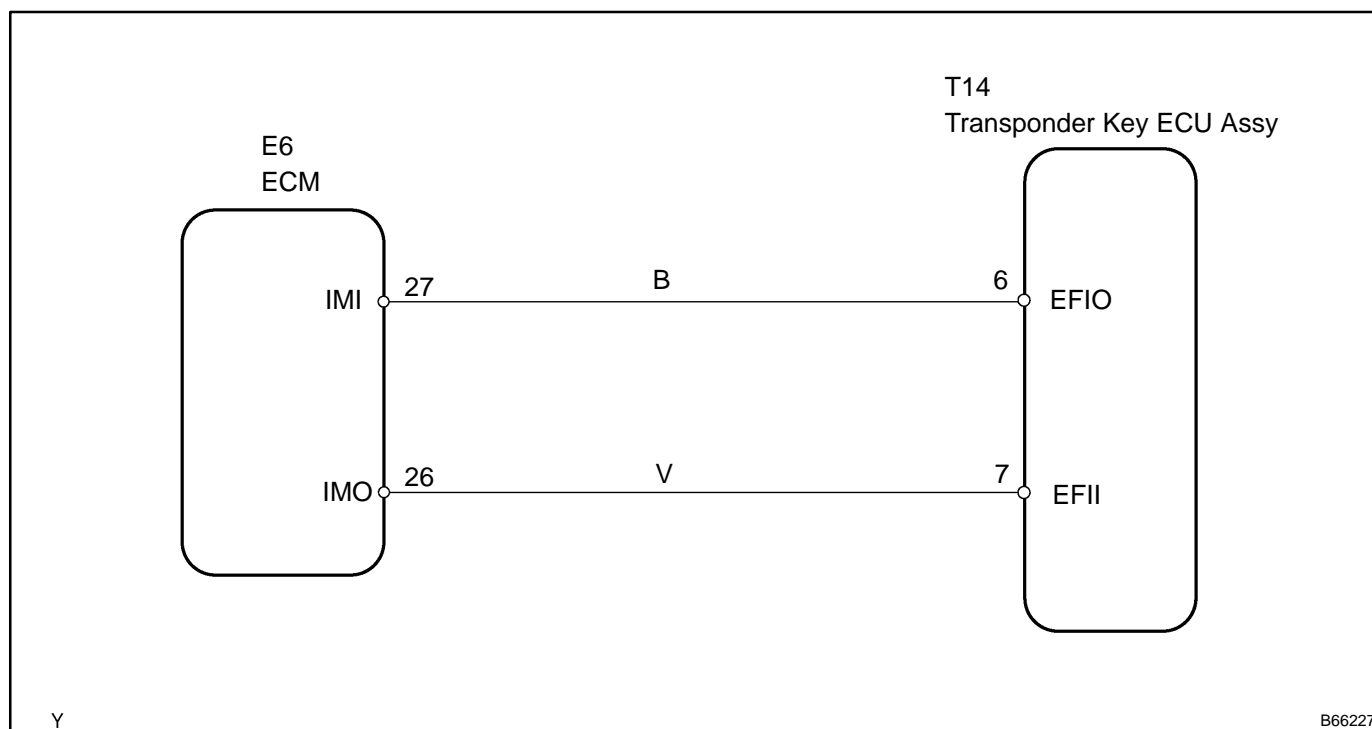 T14
Transponder Key ECU Assy
E6
ECM
IMI 27 B 6 EFIO
IMO 26 V 7 EFII
Y B66227